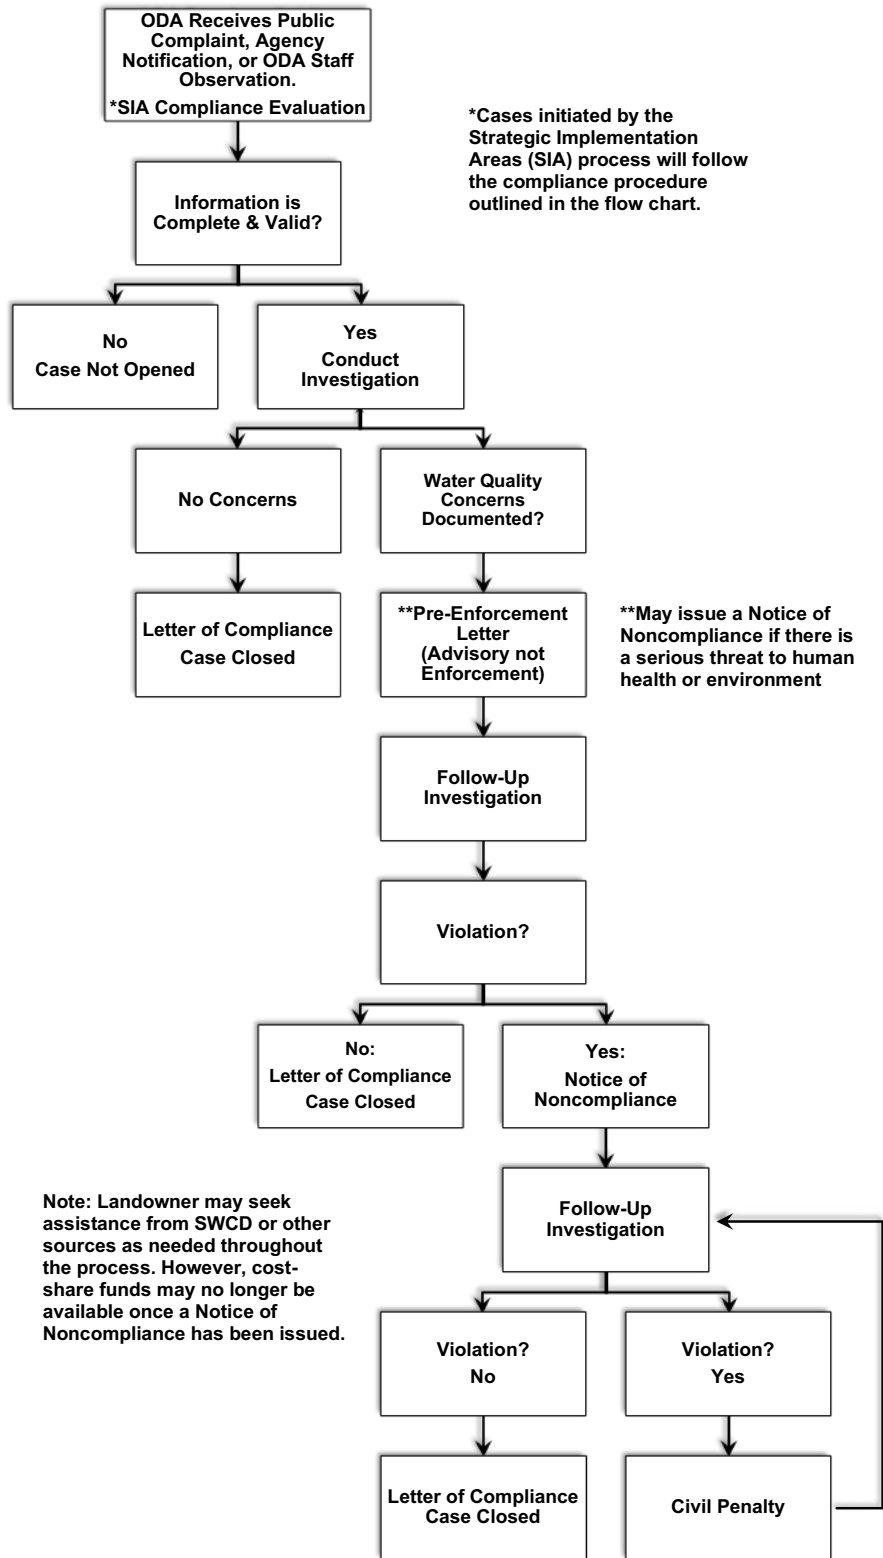 ODA Receives Public
Complaint, Agency
Notification, or ODA Staff
Observation.
*SIA Compliance Evaluation
*Cases initiated by the
Strategic Implementation
Areas (SIA) process will follow
the compliance procedure
outlined in the flow chart.
Information is
Complete & Valid?
No
Case Not Opened
Yes
Conduct
Investigation
No Concerns
Water Quality
Concerns
Documented?
Letter of Compliance
Case Closed
**Pre-Enforcement
Letter
(Advisory not
Enforcement)
**May issue a Notice of
Noncompliance if there is
a serious threat to human
health or environment
Follow-Up
Investigation
Violation?
No:
Letter of Compliance
Case Closed
Yes:
Notice of
Noncompliance
Note: Landowner may seek
assistance from SWCD or other
sources as needed throughout
the process. However, cost-
share funds may no longer be
available once a Notice of
Noncompliance has been issued.
Follow-Up
Investigation
Violation?
No
Violation?
Yes
Letter of Compliance
Case Closed
Civil Penalty